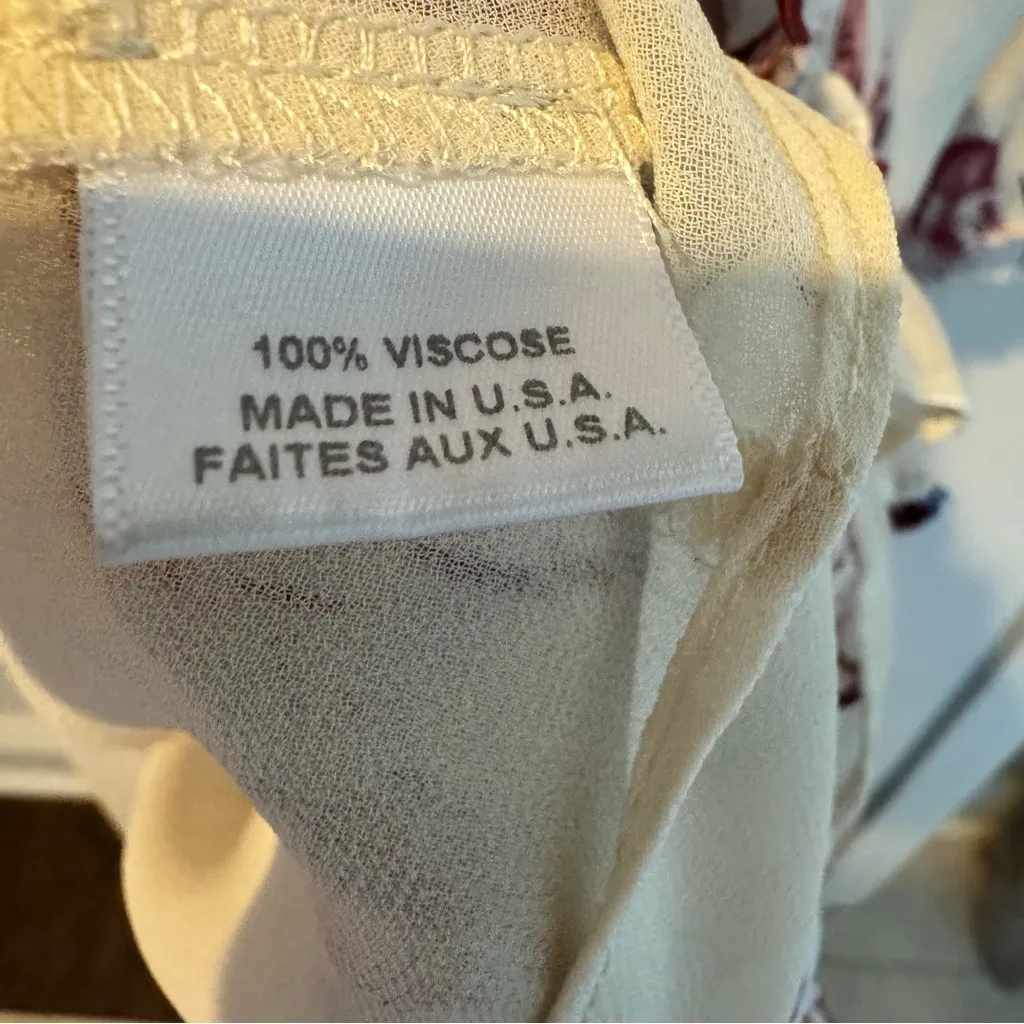 100% VISCOSE
MADE IN U.S.A.
FAITES AUX U.S.A.